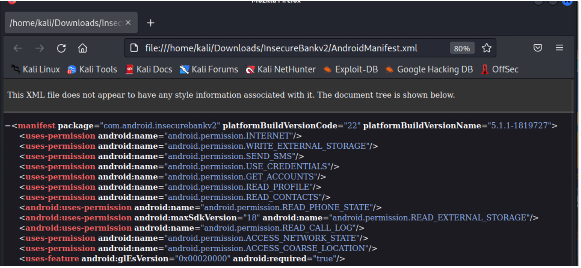 Mozilla Firefox
/home/kali/Downloads/Insec
file:///home/kali/Downloads/InsecureBankv2/AndroidManifest.xml
80%
Kali Linux Kali Tools Kali Docs Kali Forums Kali NetHunter Exploit-DB Google Hacking DB OffSec
This XML file does not appear to have any style information associated with it. The document tree is shown below.
−<manifest package="com.android.insecurebankv2" platformBuildVersionCode="22" platformBuildVersionName="5.1.1-1819727">
<uses-permission android:name="android.permission.INTERNET"/>
<uses-permission android:name="android.permission.WRITE_EXTERNAL_STORAGE"/>
<uses-permission android:name="android.permission.SEND_SMS"/>
<uses-permission android:name="android.permission.USE_CREDENTIALS"/>
<uses-permission android:name="android.permission.GET_ACCOUNTS"/>
<uses-permission android:name="android.permission.READ_PROFILE"/>
<uses-permission android:name="android.permission.READ_CONTACTS"/>
<android:uses-permission android:name="android.permission.READ_PHONE_STATE"/>
<android:uses-permission android:maxSdkVersion="18" android:name="android.permission.READ_EXTERNAL_STORAGE"/>
<android:uses-permission android:name="android.permission.READ_CALL_LOG"/>
<uses-permission android:name="android.permission.ACCESS_NETWORK_STATE"/>
<uses-permission android:name="android.permission.ACCESS_COARSE_LOCATION"/>
<uses-feature android:glEsVersion="0x00020000" android:required="true"/>